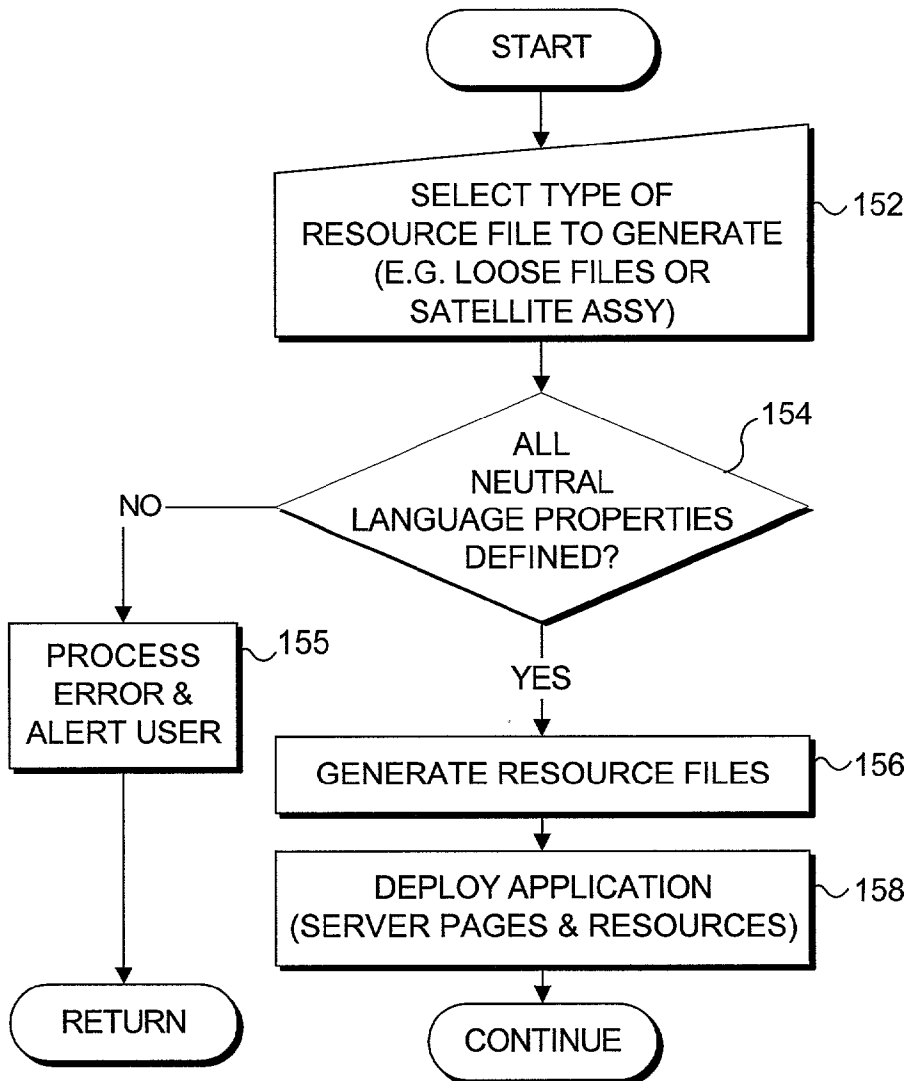 START
SELECT TYPE OF
RESOURCE FILE TO GENERATE
(E.G. LOOSE FILES OR
SATELLITE ASSY)
152
ALL
NEUTRAL
LANGUAGE PROPERTIES
DEFINED?
154
NO
YES
PROCESS
ERROR &
ALERT USER
155
GENERATE RESOURCE FILES
156
DEPLOY APPLICATION
(SERVER PAGES & RESOURCES)
158
RETURN
CONTINUE